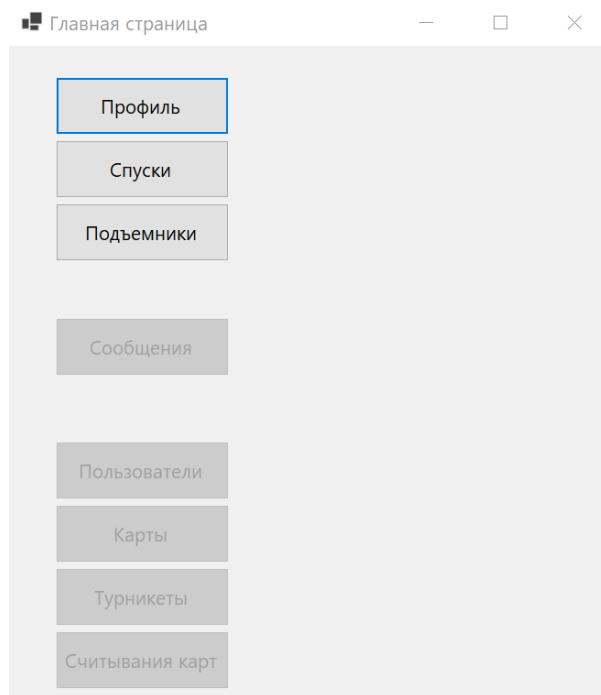 Главная страница
Профиль
Спуски
Подъемники
Сообщения
Пользователи
Карты
Турникеты
Считывания карт